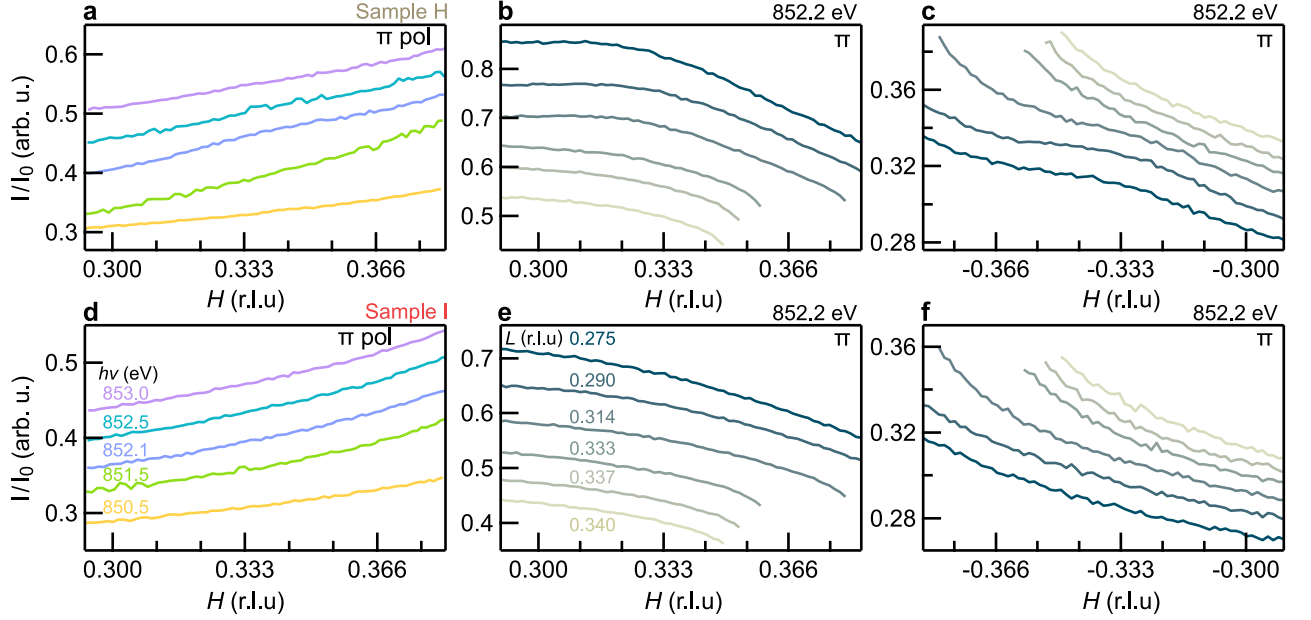 a Sample H
π pol
0.6
0.5
0.4
0.3
I/I0 (arb. u.)
0.300 0.333 0.366
H (r.l.u)
b 852.2 eV
π
0.8
0.7
0.6
0.5
0.300 0.333 0.366
H (r.l.u)
c 852.2 eV
π
0.36
0.32
0.28
-0.366 -0.333 -0.300
H (r.l.u)
d Sample I
π pol
hv (eV)
853.0
852.5
852.1
851.5
850.5
0.5
0.4
0.3
I/I0 (arb. u.)
0.300 0.333 0.366
H (r.l.u)
e 852.2 eV
π
L (r.l.u) 0.275
0.290
0.314
0.333
0.337
0.340
0.7
0.6
0.5
0.4
0.300 0.333 0.366
H (r.l.u)
f 852.2 eV
π
0.36
0.32
0.28
-0.366 -0.333 -0.300
H (r.l.u)